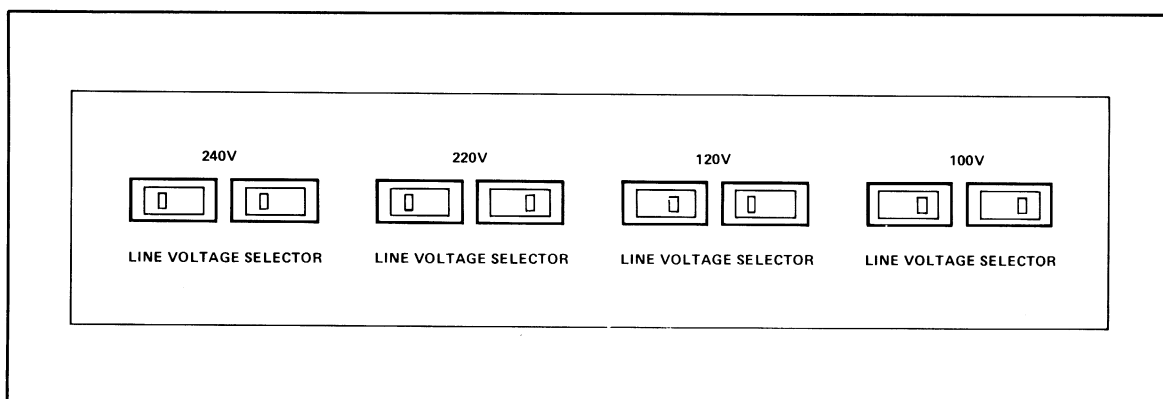 240V 220V 120V 100V
LINE VOLTAGE SELECTOR LINE VOLTAGE SELECTOR LINE VOLTAGE SELECTOR LINE VOLTAGE SELECTOR